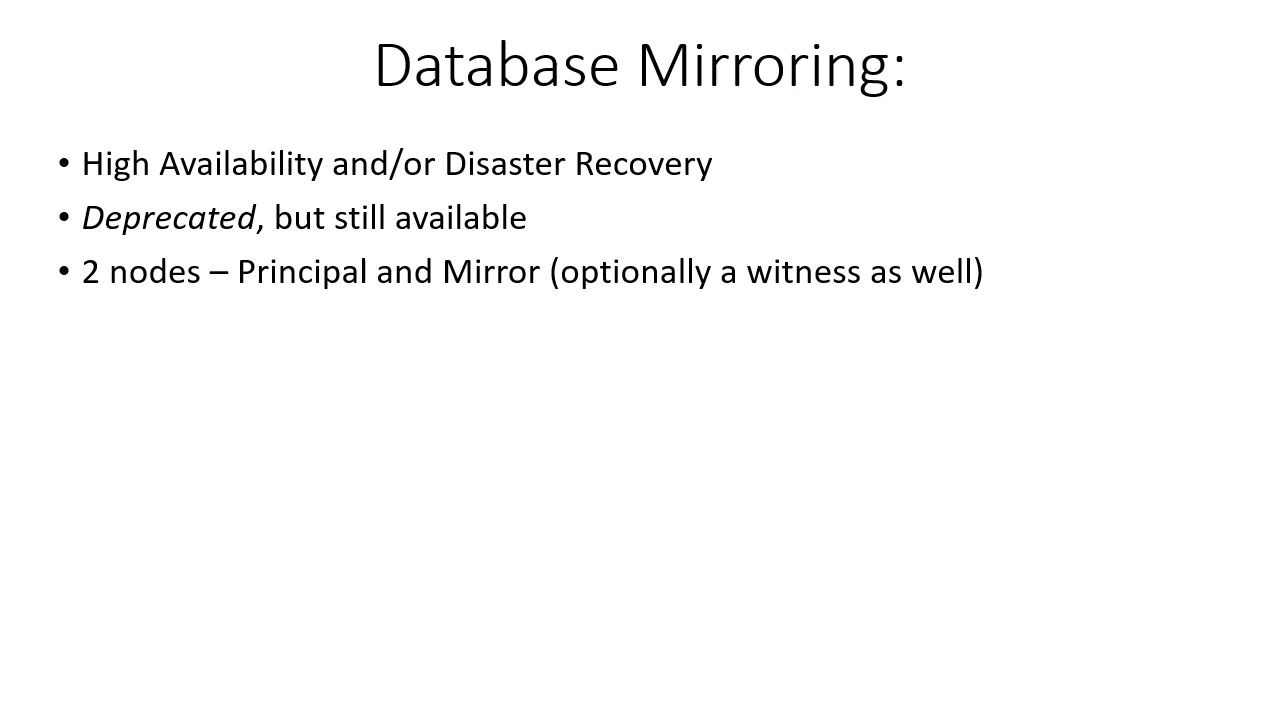 Database Mirroring:
• High Availability and/or Disaster Recovery
• Deprecated, but still available
• 2 nodes – Principal and Mirror (optionally a witness as well)